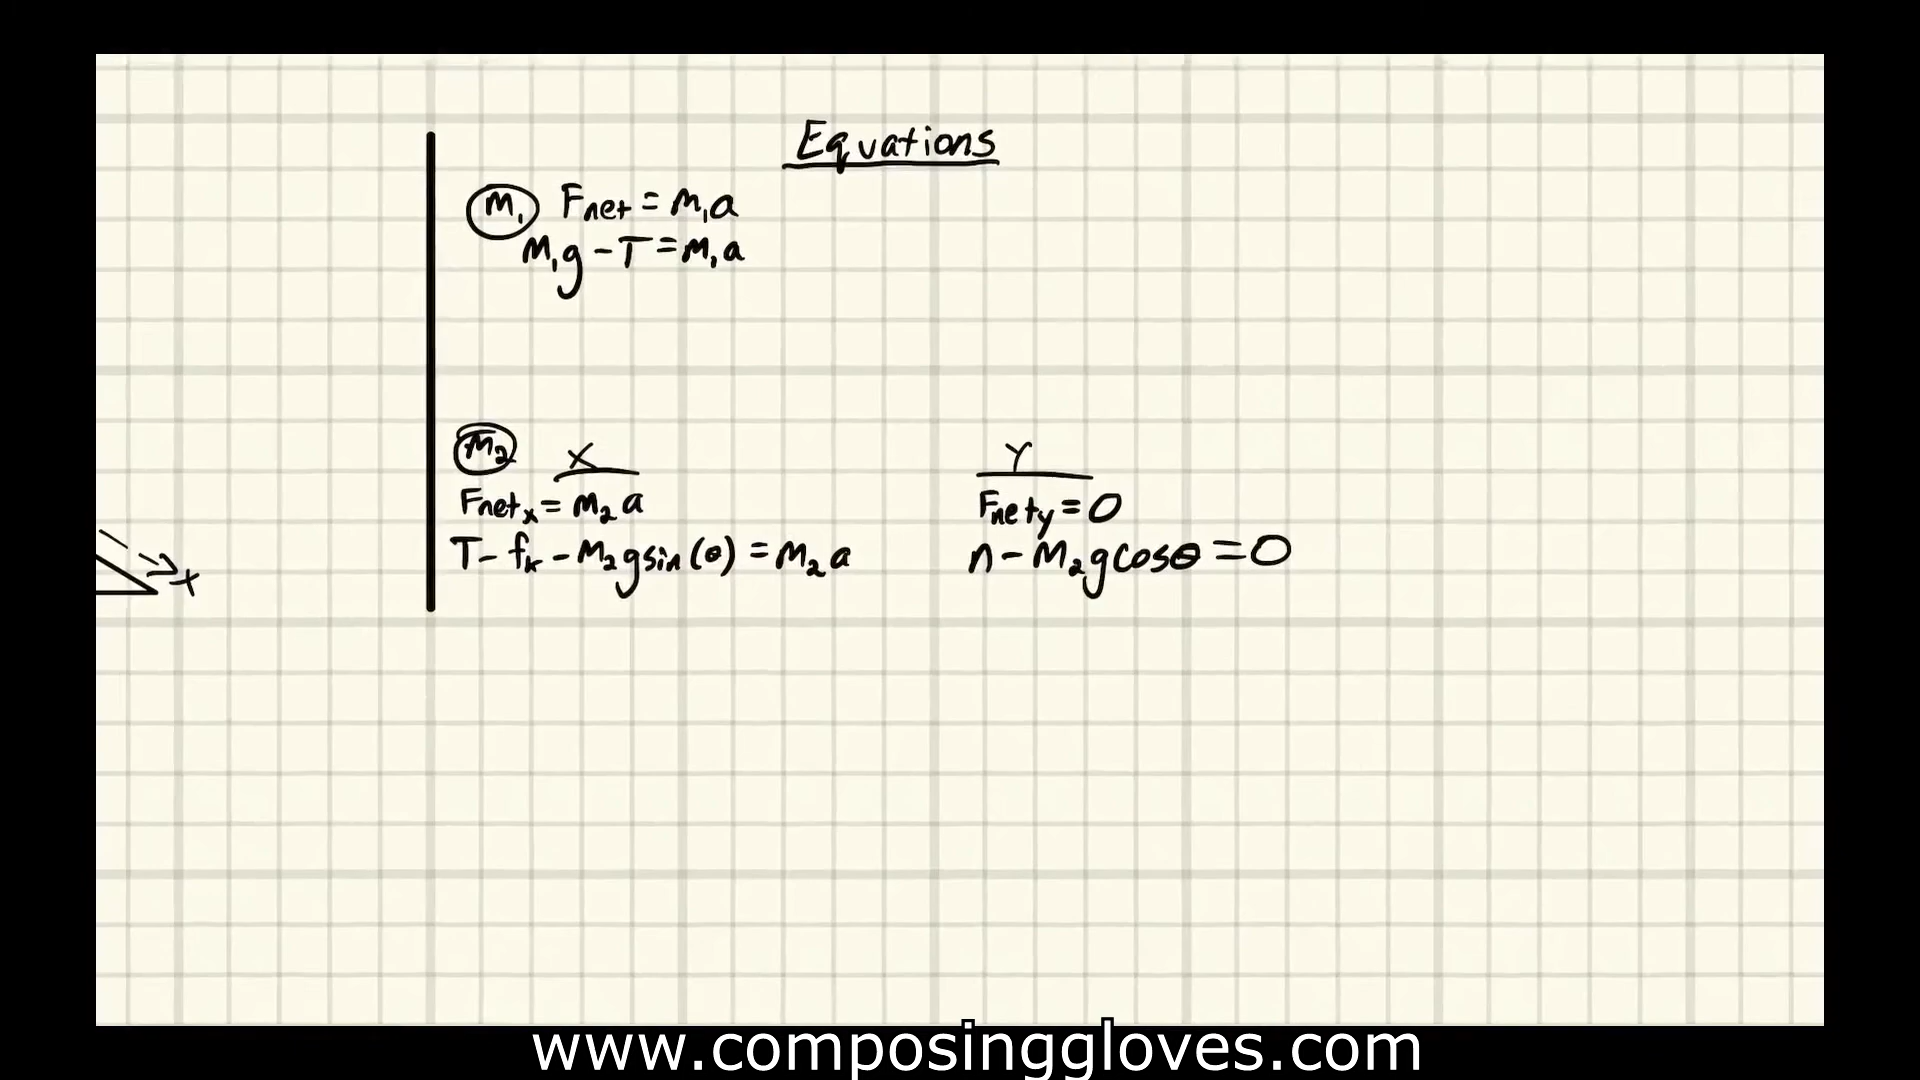 Equations
m₁ Fnet = m₁a
m₁g - T = m₁a
m₂ x
Fnetₓ = m₂a
T - fₖ - m₂gsin(θ) = m₂a
Y
Fnety = 0
n - m₂gcosθ = 0
x
www.composinggloves.com